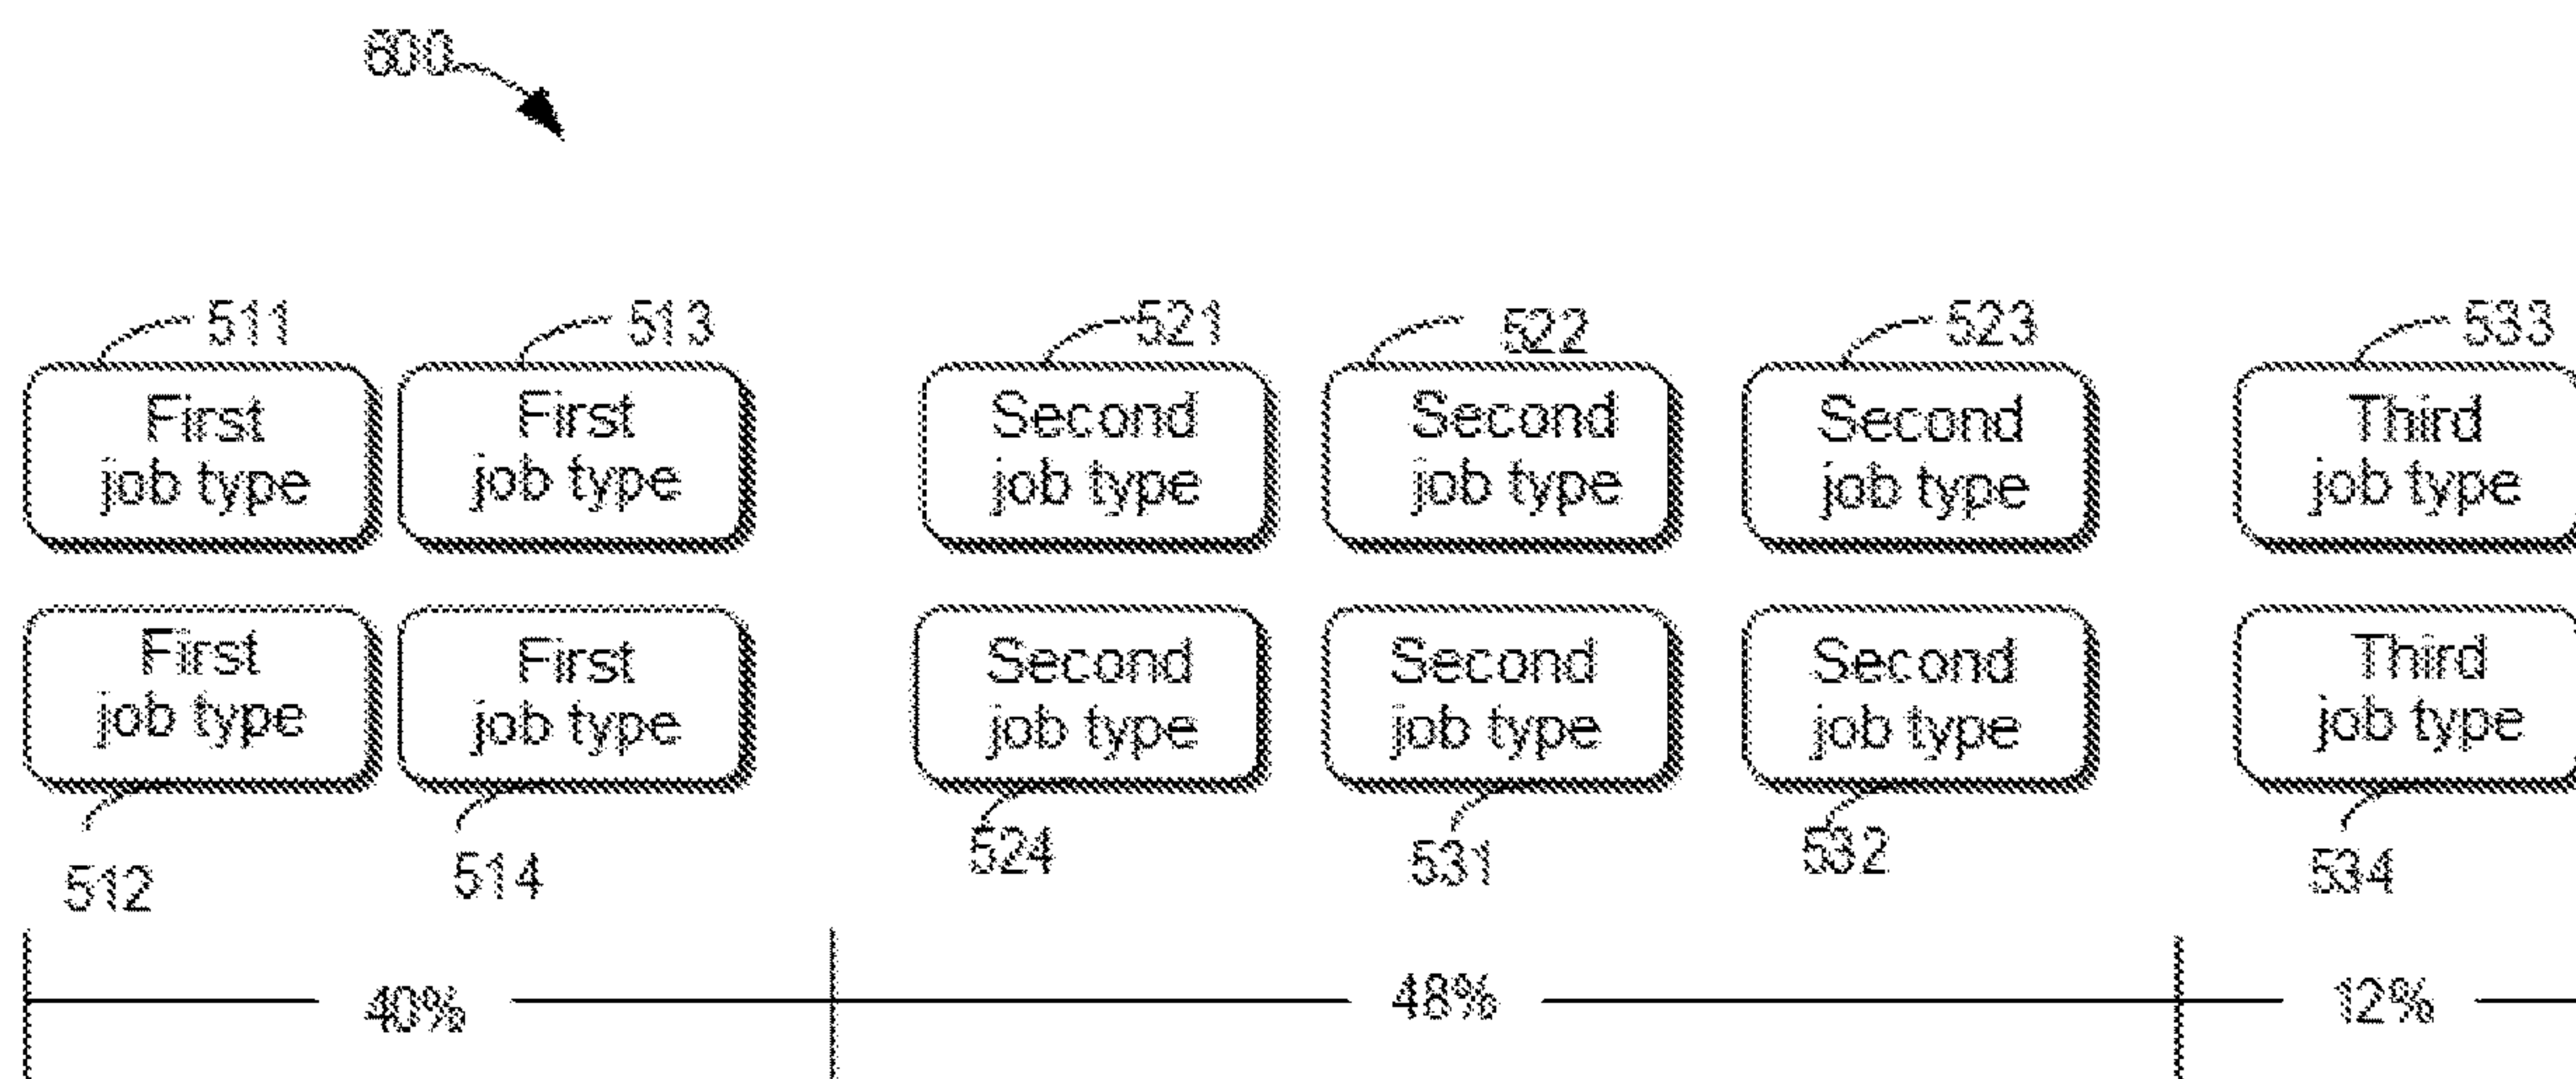 600
511 513 521 522 523 533
First First Second Second Second Third
job type job type job type job type job type job type
First First Second Second Second Third
job type job type job type job type job type job type
512 514 524 531 532 534
40% 48% 12%